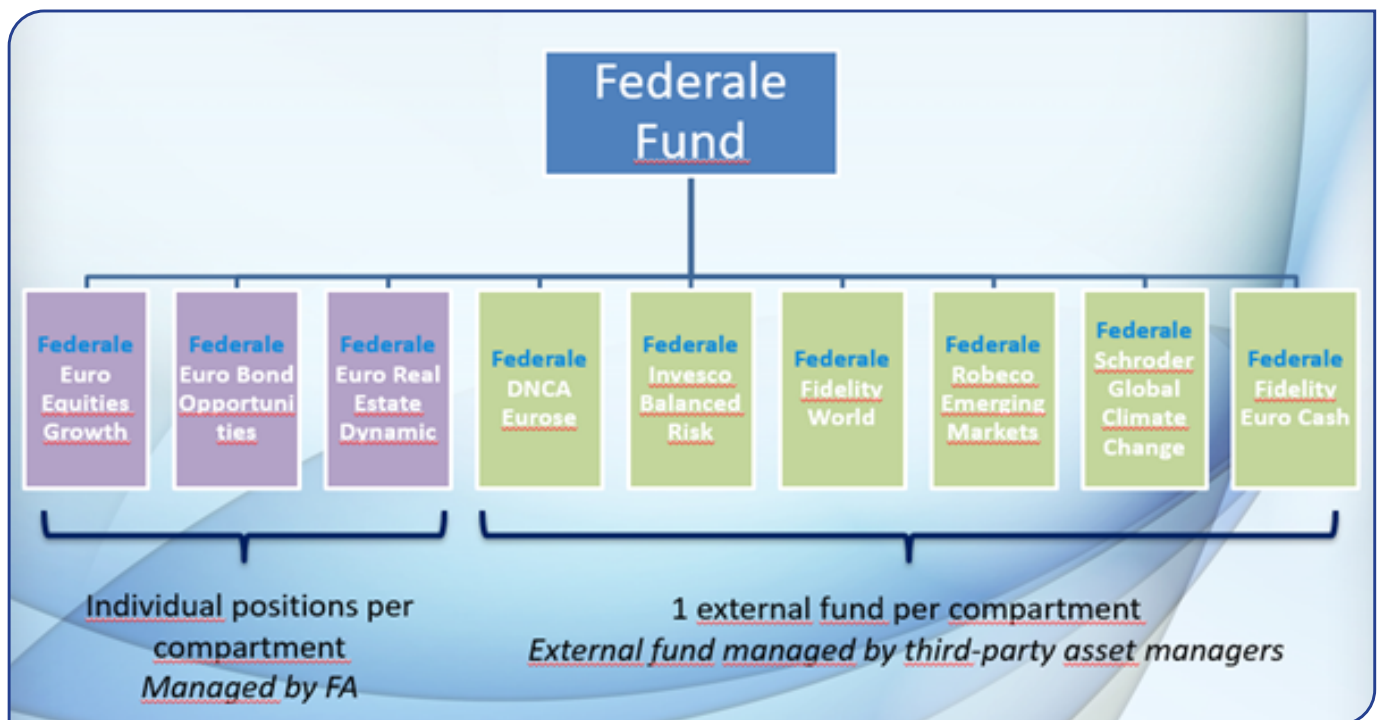 Federale
Fund
Federale
Euro
Equities
Growth
Federale
Euro Bond
Opportuni
ties
Federale
Euro Real
Estate
Dynamic
Federale
DNCA
Eurose
Federale
Invesco
Balanced
Risk
Federale
Fidelity
World
Federale
Robeco
Emerging
Markets
Federale
Schroder
Global
Climate
Change
Federale
Fidelity
Euro Cash
Individual positions per
compartment
Managed by FA
1 external fund per compartment
External fund managed by third-party asset managers